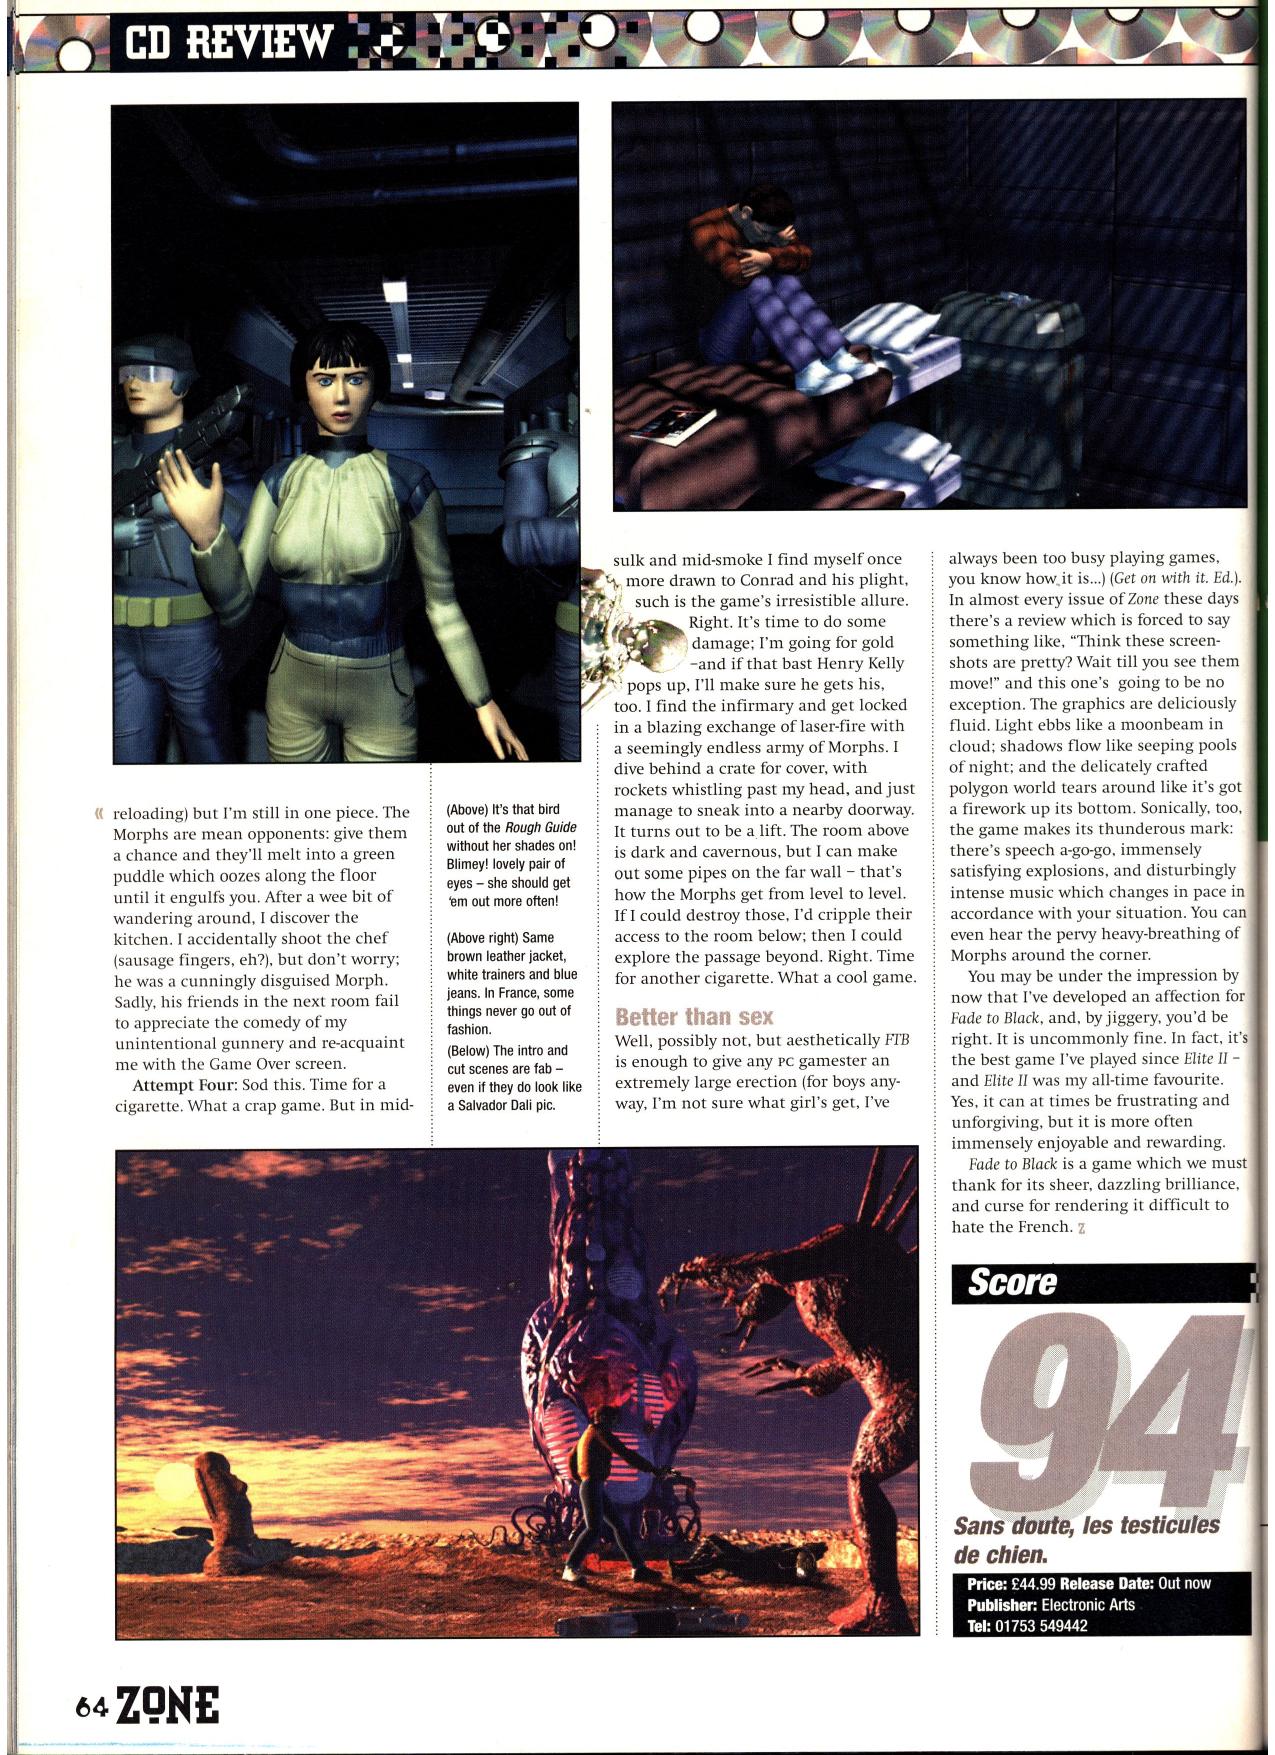 CD REVIEW
« reloading) but I'm still in one piece. The
Morphs are mean opponents: give them
a chance and they'll melt into a green
puddle which oozes along the floor
until it engulfs you. After a wee bit of
wandering around, I discover the
kitchen. I accidentally shoot the chef
(sausage fingers, eh?), but don't worry;
he was a cunningly disguised Morph.
Sadly, his friends in the next room fail
to appreciate the comedy of my
unintentional gunnery and re-acquaint
me with the Game Over screen.
Attempt Four: Sod this. Time for a
cigarette. What a crap game. But in mid-
(Above) It's that bird
out of the Rough Guide
without her shades on!
Blimey! lovely pair of
eyes – she should get
'em out more often!
(Above right) Same
brown leather jacket,
white trainers and blue
jeans. In France, some
things never go out of
fashion.
(Below) The intro and
cut scenes are fab –
even if they do look like
a Salvador Dali pic.
sulk and mid-smoke I find myself once
more drawn to Conrad and his plight,
such is the game's irresistible allure.
Right. It's time to do some
damage; I'm going for gold
–and if that bast Henry Kelly
pops up, I'll make sure he gets his,
too. I find the infirmary and get locked
in a blazing exchange of laser-fire with
a seemingly endless army of Morphs. I
dive behind a crate for cover, with
rockets whistling past my head, and just
manage to sneak into a nearby doorway.
It turns out to be a lift. The room above
is dark and cavernous, but I can make
out some pipes on the far wall – that's
how the Morphs get from level to level.
If I could destroy those, I'd cripple their
access to the room below; then I could
explore the passage beyond. Right. Time
for another cigarette. What a cool game.
Better than sex
Well, possibly not, but aesthetically FTB
is enough to give any PC gamester an
extremely large erection (for boys any-
way, I'm not sure what girl's get, I've
always been too busy playing games,
you know how it is...) (Get on with it. Ed.).
In almost every issue of Zone these days
there's a review which is forced to say
something like, “Think these screen-
shots are pretty? Wait till you see them
move!” and this one's going to be no
exception. The graphics are deliciously
fluid. Light ebbs like a moonbeam in
cloud; shadows flow like seeping pools
of night; and the delicately crafted
polygon world tears around like it's got
a firework up its bottom. Sonically, too,
the game makes its thunderous mark:
there's speech a-go-go, immensely
satisfying explosions, and disturbingly
intense music which changes in pace in
accordance with your situation. You can
even hear the pervy heavy-breathing of
Morphs around the corner.
You may be under the impression by
now that I've developed an affection for
Fade to Black, and, by jiggery, you'd be
right. It is uncommonly fine. In fact, it's
the best game I've played since Elite II –
and Elite II was my all-time favourite.
Yes, it can at times be frustrating and
unforgiving, but it is more often
immensely enjoyable and rewarding.
Fade to Black is a game which we must
thank for its sheer, dazzling brilliance,
and curse for rendering it difficult to
hate the French. Z
Score
94
Sans doute, les testicules
de chien.
Price: £44.99 Release Date: Out now
Publisher: Electronic Arts
Tel: 01753 549442
64 ZONE